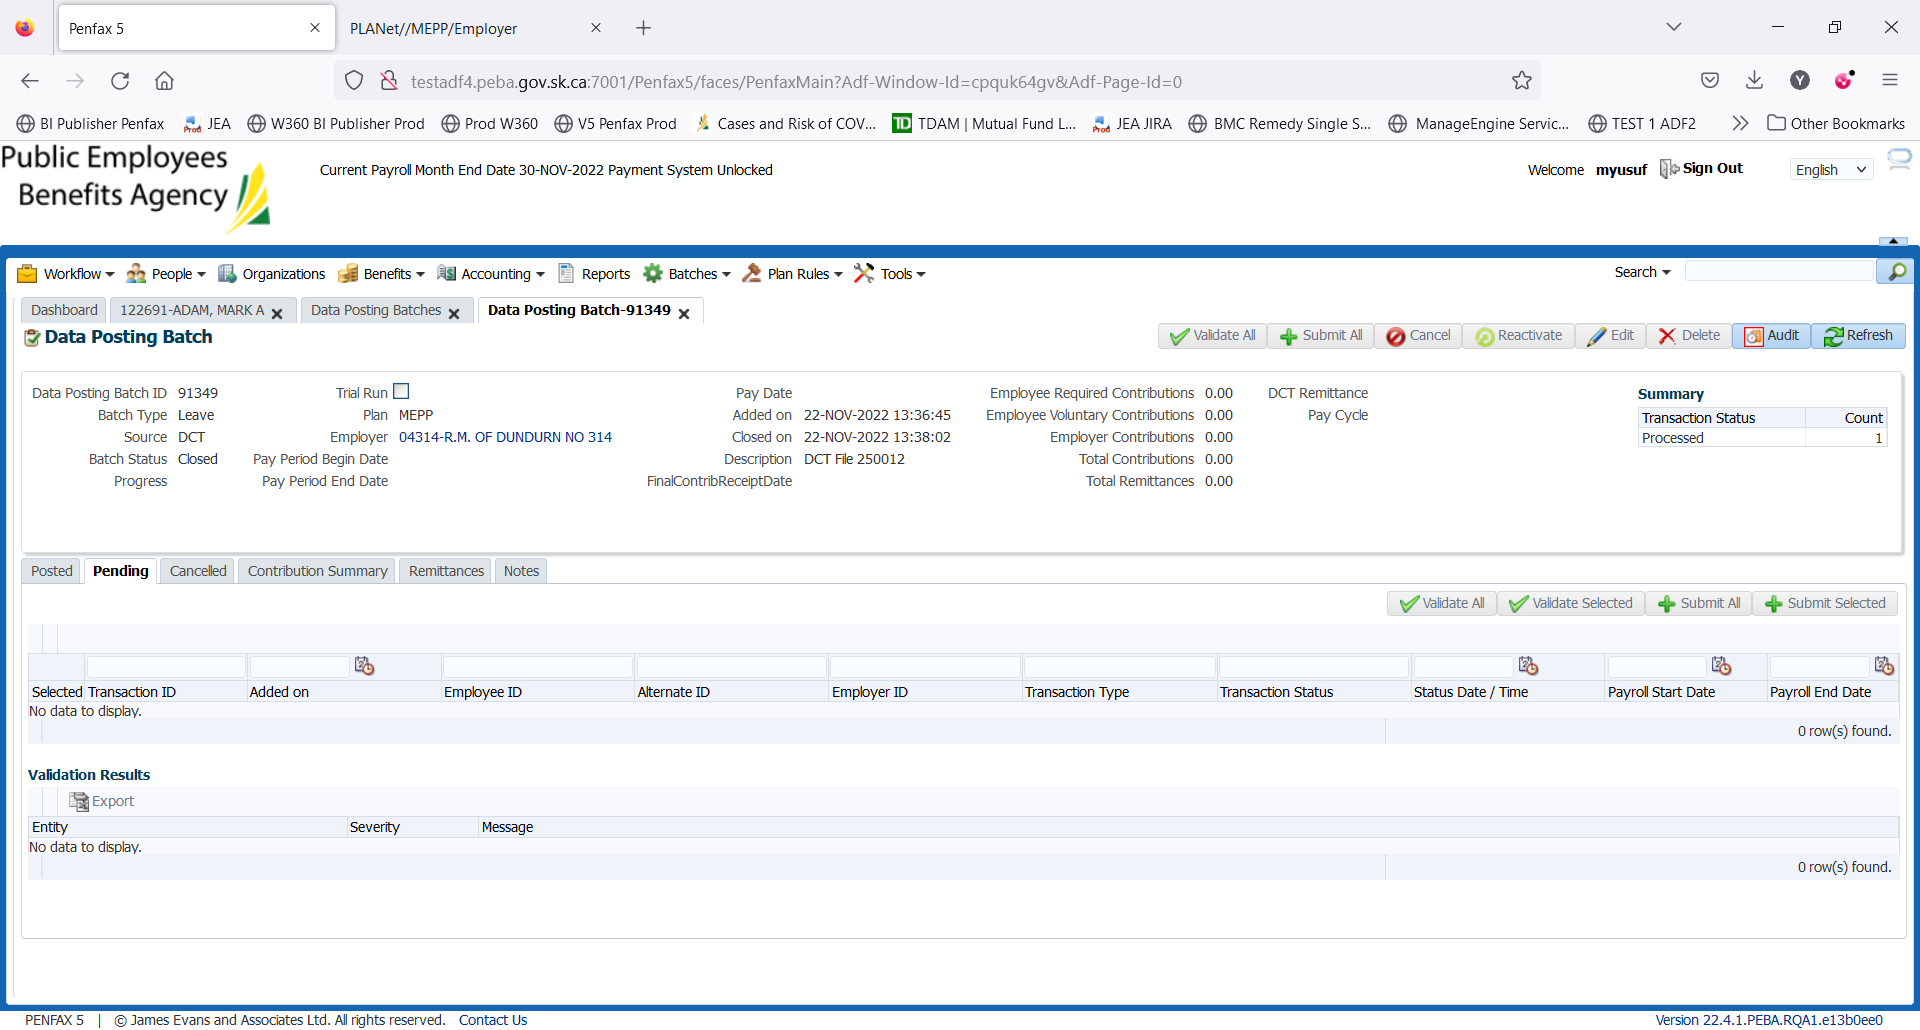 Penfax 5
PLANet//MEPP/Employer
testadf4.peba.gov.sk.ca:7001/Penfax5/faces/PenfaxMain?Adf-Window-Id=cpquk64gv&Adf-Page-Id=0
BI Publisher Penfax JEA W360 BI Publisher Prod Prod W360 V5 Penfax Prod Cases and Risk of COV... TDAM | Mutual Fund L... JEA JIRA BMC Remedy Single S... ManageEngine Servic... TEST 1 ADF2 Other Bookmarks
Public Employees
Benefits Agency
Current Payroll Month End Date 30-NOV-2022 Payment System Unlocked
Welcome myusuf Sign Out English
Workflow People Organizations Benefits Accounting Reports Batches Plan Rules Tools Search
Dashboard 122691-ADAM, MARK A Data Posting Batches Data Posting Batch-91349
Data Posting Batch
Validate All Submit All Cancel Reactivate Edit Delete Audit Refresh
Data Posting Batch ID 91349 Trial Run Pay Date Employee Required Contributions 0.00 DCT Remittance Summary
Batch Type Leave Plan MEPP Added on 22-NOV-2022 13:36:45 Employee Voluntary Contributions 0.00 Pay Cycle Transaction Status Count
Source DCT Employer 04314-R.M. OF DUNDURN NO 314 Closed on 22-NOV-2022 13:38:02 Employer Contributions 0.00 Processed 1
Batch Status Closed Pay Period Begin Date Description DCT File 250012 Total Contributions 0.00
Progress Pay Period End Date FinalContribReceiptDate Total Remittances 0.00
Posted Pending Cancelled Contribution Summary Remittances Notes
Validate All Validate Selected Submit All Submit Selected
Selected Transaction ID Added on Employee ID Alternate ID Employer ID Transaction Type Transaction Status Status Date / Time Payroll Start Date Payroll End Date
No data to display.
0 row(s) found.
Validation Results
Export
Entity Severity Message
No data to display.
0 row(s) found.
PENFAX 5 | © James Evans and Associates Ltd. All rights reserved. Contact Us
Version 22.4.1.PEBA.RQA1.e13b0ee0